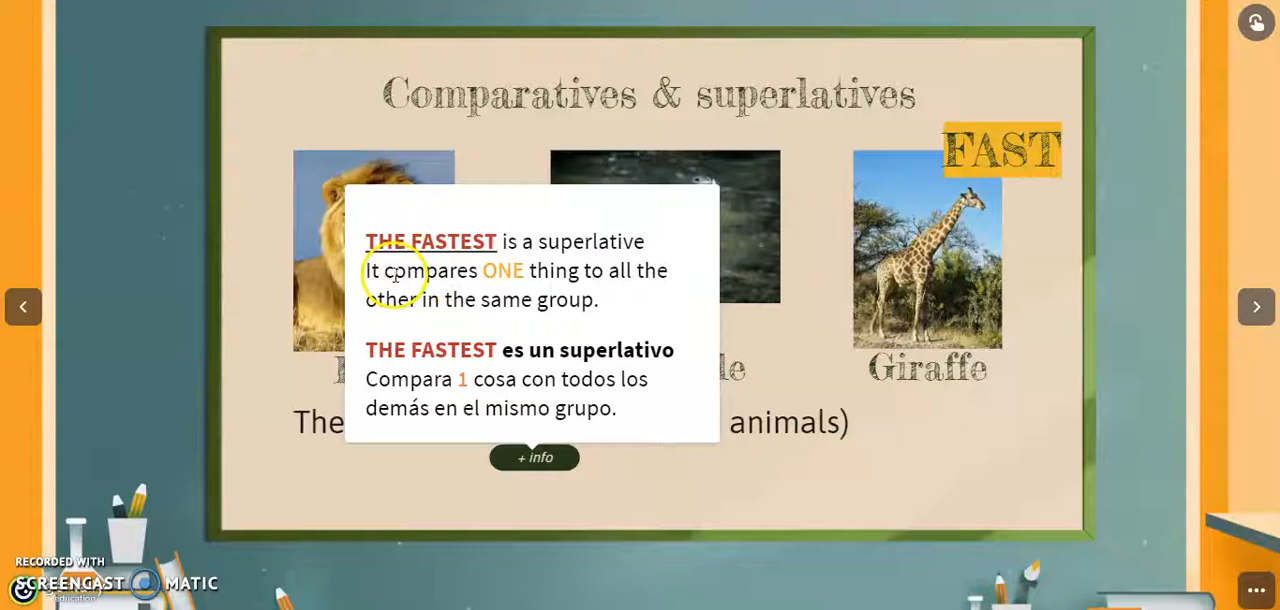 Comparatives & superlatives
FAST
THE FASTEST is a superlative
It compares ONE thing to all the
other in the same group.
THE FASTEST es un superlativo
Compara 1 cosa con todos los
demás en el mismo grupo.
Giraffe
The animals)
+ info
RECORDED WITH
SCREENCAST MATIC
education